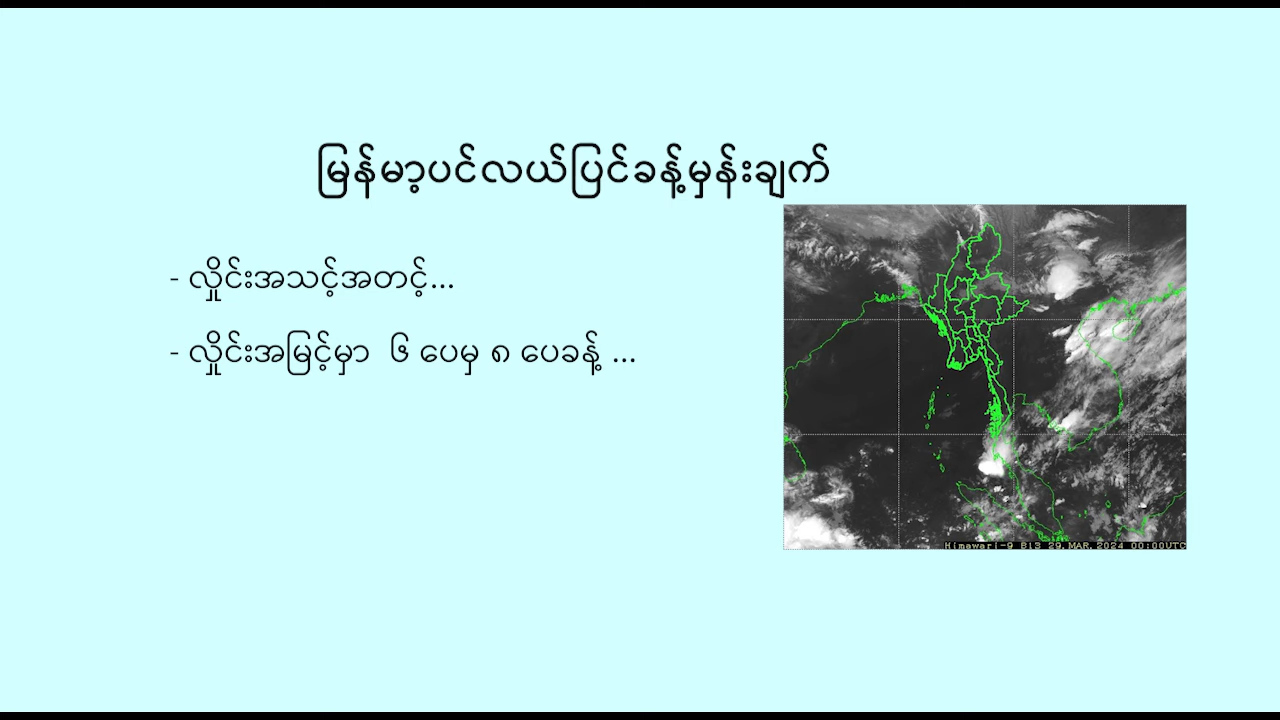 မြန်မာ့ပင်လယ်ပြင်ခန့်မှန်းချက်
- လှိုင်းအသင့်အတင့်...
- လှိုင်းအမြင့်မှာ ၆ ပေမှ ၈ ပေခန့် ...
Himawari-9 B13 29.MAR.2024 00:00UTC